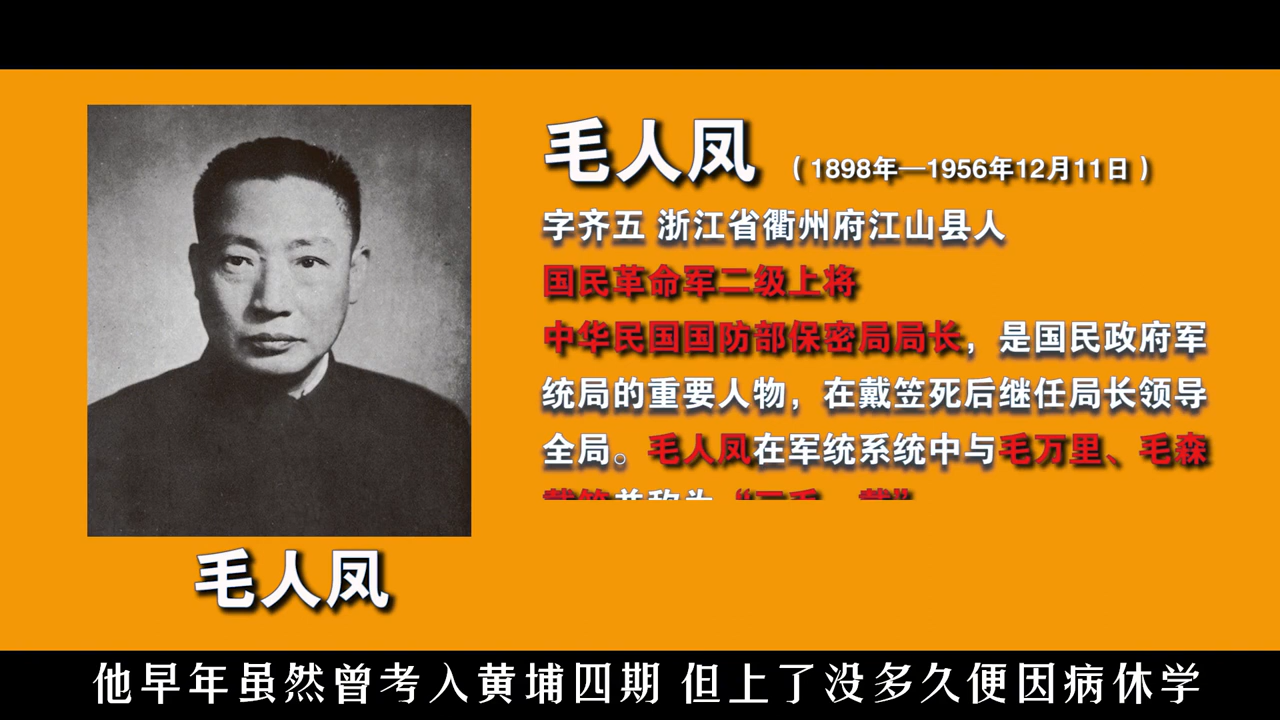 毛人凤 （1898年—1956年12月11日）
字齐五 浙江省衢州府江山县人
国民革命军二级上将
中华民国国防部保密局局长，是国民政府军
统局的重要人物，在戴笠死后继任局长领导
全局。毛人凤在军统系统中与毛万里、毛森
毛人凤
他早年虽然曾考入黄埔四期 但上了没多久便因病休学